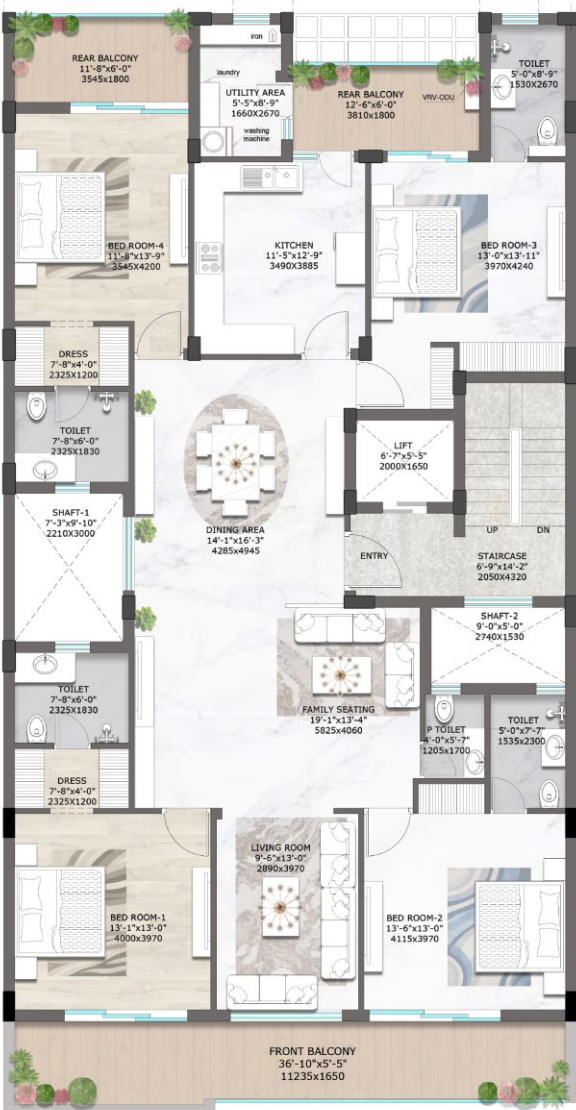 iron
REAR BALCONY
11'-8"x6'-0"
3545x1800
laundry
UTILITY AREA
5'-5"x8'-9"
1660X2670
washing
machine
REAR BALCONY
12'-6"x6'-0"
3810x1800
VRV-ODU
TOILET
5'-0"x8'-9"
1530X2670
BED ROOM-4
11'-8"x13'-9"
3545x4200
KITCHEN
11'-5"x12'-9"
3490X3885
BED ROOM-3
13'-0"x13'-11"
3970X4240
DRESS
7'-8"x4'-0"
2325X1200
TOILET
7'-8"x6'-0"
2325X1830
LIFT
6'-7"x5'-5"
2000X1650
SHAFT-1
7'-3"x9'-10"
2210X3000
DINING AREA
14'-1"x16'-3"
4285x4945
UP
DN
ENTRY
STAIRCASE
6'-9"x14'-2"
2050X4320
SHAFT-2
9'-0"x5'-0"
2740X1530
TOILET
7'-8"x6'-0"
2325X1830
FAMILY SEATING
19'-1"x13'-4"
5825x4060
P TOILET
4'-0"x5'-7"
1205x1700
TOILET
5'-0"x7'-7"
1535x2300
DRESS
7'-8"x4'-0"
2325X1200
LIVING ROOM
9'-6"x13'-0"
2890x3970
BED ROOM-1
13'-1"x13'-0"
4000x3970
BED ROOM-2
13'-6"x13'-0"
4115x3970
FRONT BALCONY
36'-10"x5'-5"
11235x1650